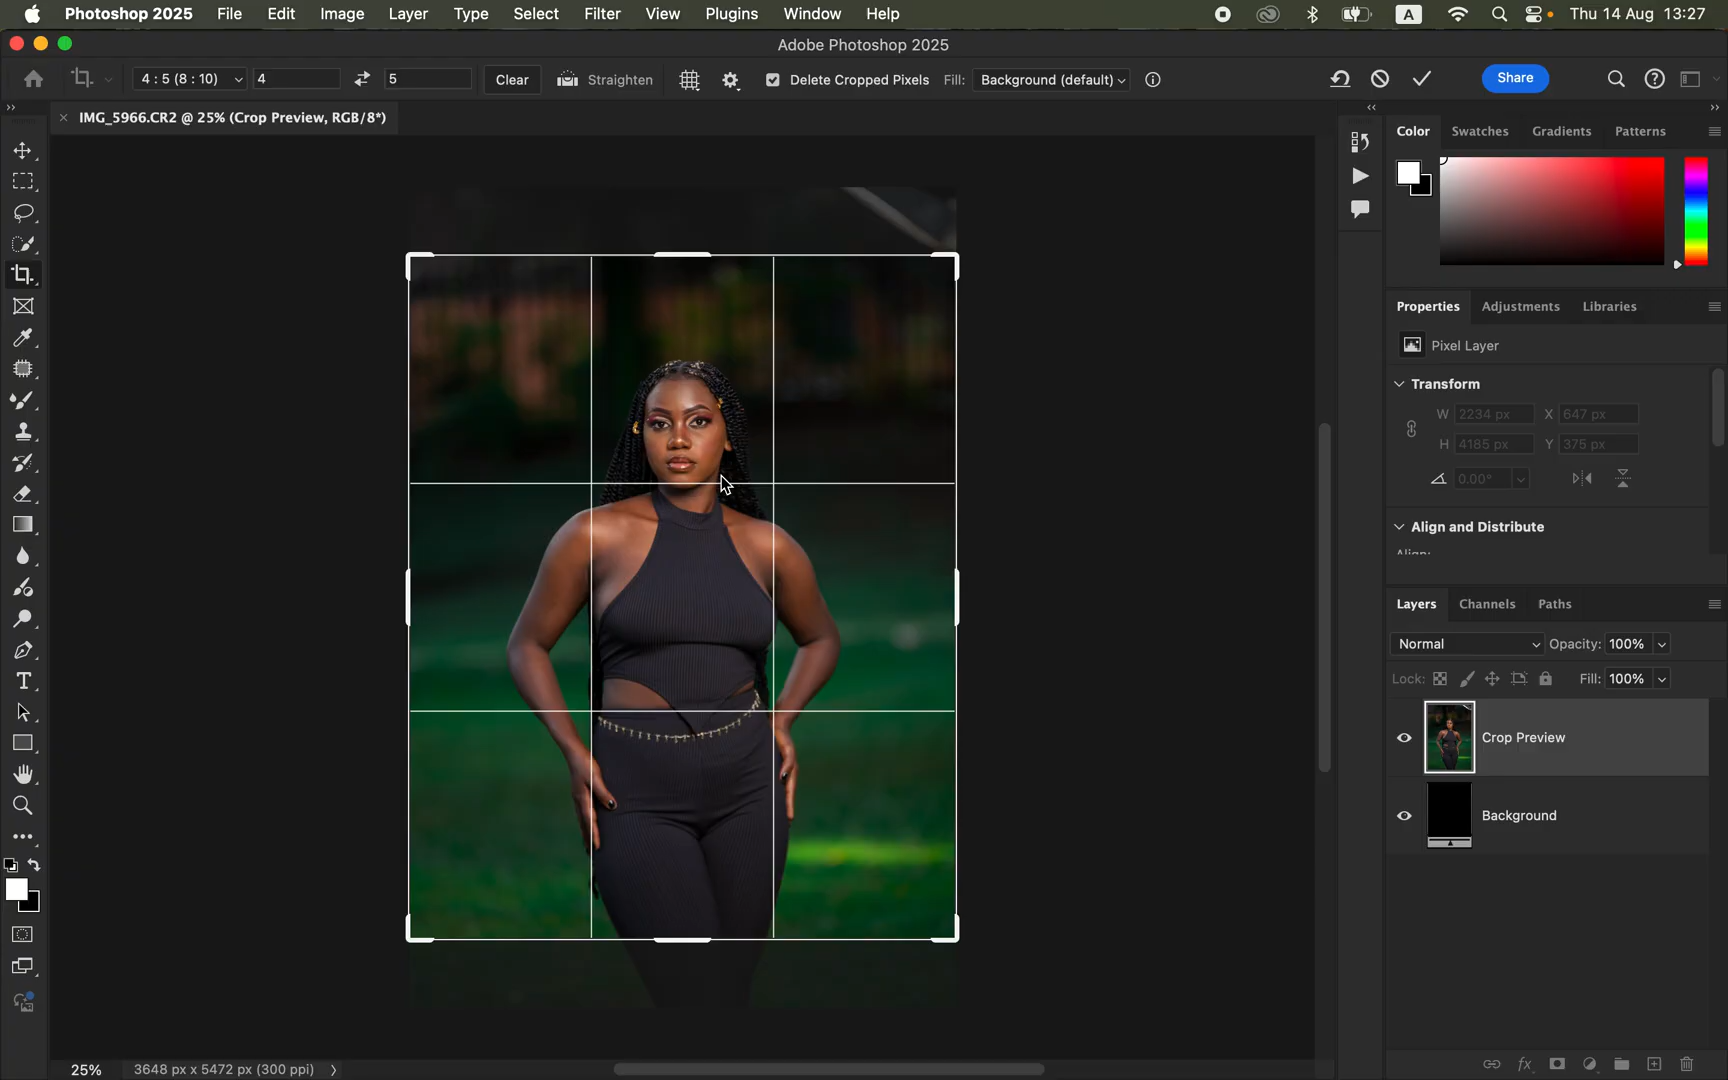 Photoshop 2025 File Edit Image Layer Type Select Filter View Plugins Window Help A Thu 14 Aug 13:27
Adobe Photoshop 2025
4 : 5 (8 : 10) 4 5 Clear Straighten Delete Cropped Pixels Fill: Background (default) Share
IMG_5966.CR2 @ 25% (Crop Preview, RGB/8*)
Color Swatches Gradients Patterns
Properties Adjustments Libraries
Pixel Layer
Transform
W 2234 px X 647 px
H 4185 px Y 375 px
0.00°
Align and Distribute
Align:
Layers Channels Paths
Normal Opacity: 100%
Lock: Fill: 100%
Crop Preview
Background
25% 3648 px x 5472 px (300 ppi)